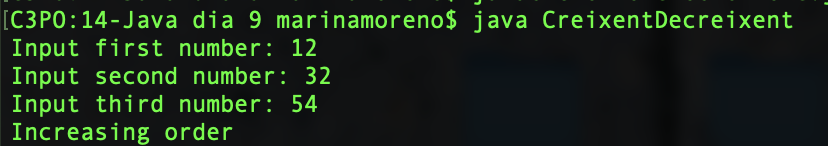 [C3PO:14-Java dia 9 marinamoreno$ java CreixentDecreixent
Input first number: 12
Input second number: 32
Input third number: 54
Increasing order